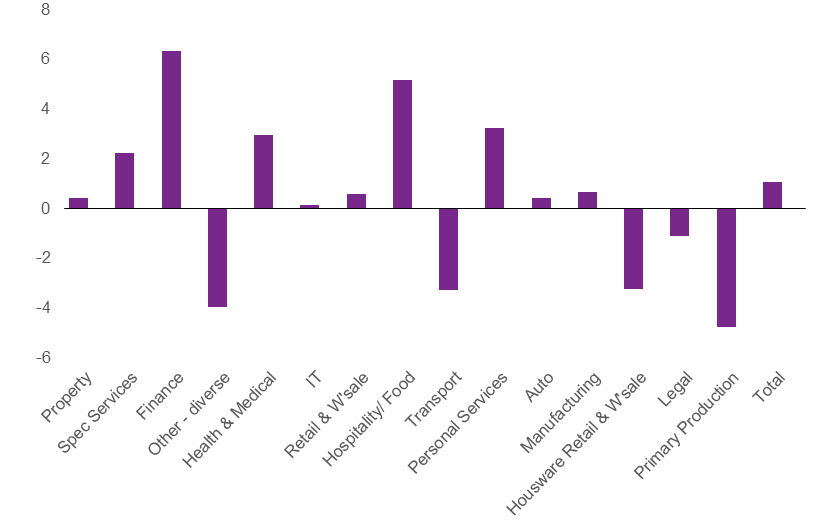 8
6
4
2
0
-2
-4
-6
Property
Spec Services
Finance
Other - diverse
Health & Medical
IT
Retail & W'sale
Hospitality/ Food
Transport
Personal Services
Auto
Manufacturing
Housware Retail & W'sale
Legal
Primary Production
Total